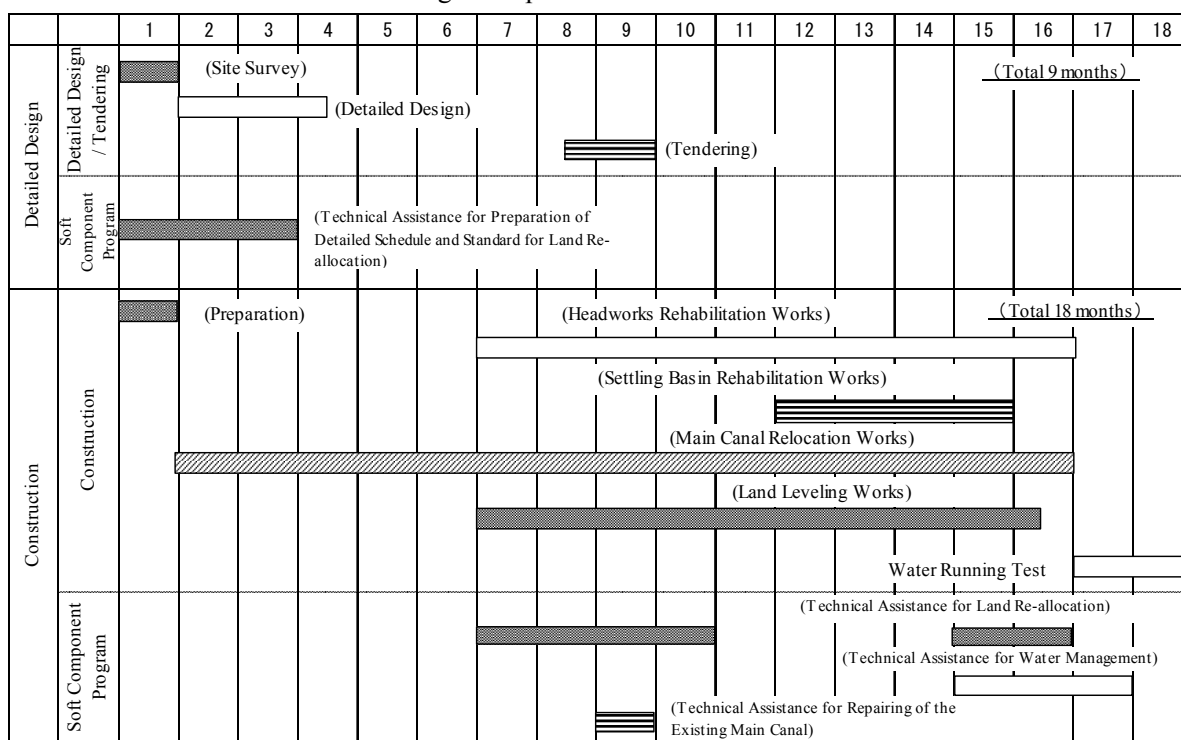 1 2 3 4 5 6 7 8 9 10 11 12 13 14 15 16 17 18
Detailed Design
Detailed Design
/ Tendering
(Site Survey)
(Total 9 months)
(Detailed Design)
(Tendering)
Soft
Component
Program
(Technical Assistance for Preparation of
Detailed Schedule and Standard for Land Re-
allocation)
Construction
Construction
(Preparation)
(Headworks Rehabilitation Works)
(Total 18 months)
(Settling Basin Rehabilitation Works)
(Main Canal Relocation Works)
(Land Leveling Works)
Water Running Test
Soft Component
Program
(Technical Assistance for Land Re-allocation)
(Technical Assistance for Water Management)
(Technical Assistance for Repairing of the
Existing Main Canal)